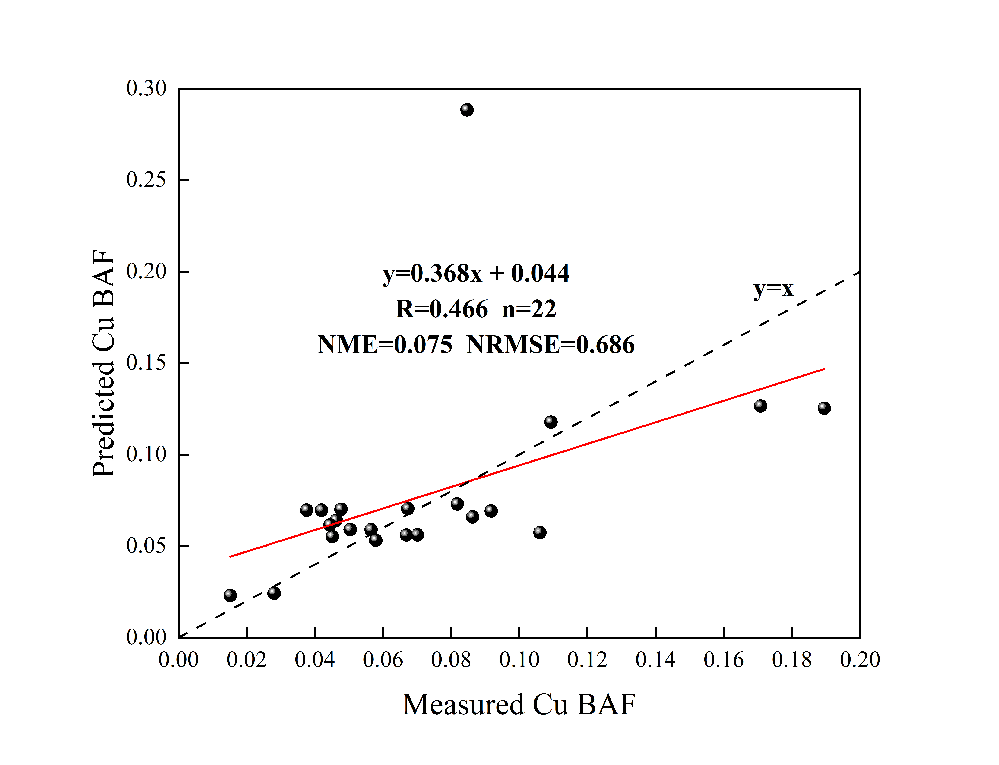 0.30
0.25
0.20
0.15
0.10
0.05
0.00
Predicted Cu BAF
y=0.368x + 0.044
R=0.466 n=22
NME=0.075 NRMSE=0.686
y=x
0.00 0.02 0.04 0.06 0.08 0.10 0.12 0.14 0.16 0.18 0.20
Measured Cu BAF